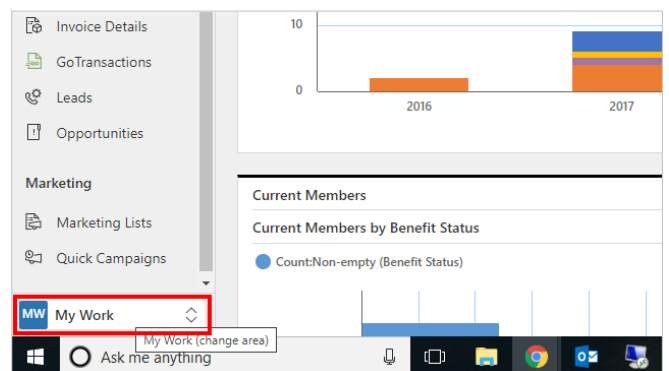 Invoice Details
GoTransactions
Leads
Opportunities
Marketing
Marketing Lists
Quick Campaigns
MW My Work
My Work (change area)
10
0
2016 2017
Current Members
Current Members by Benefit Status
Count:Non-empty (Benefit Status)
Ask me anything